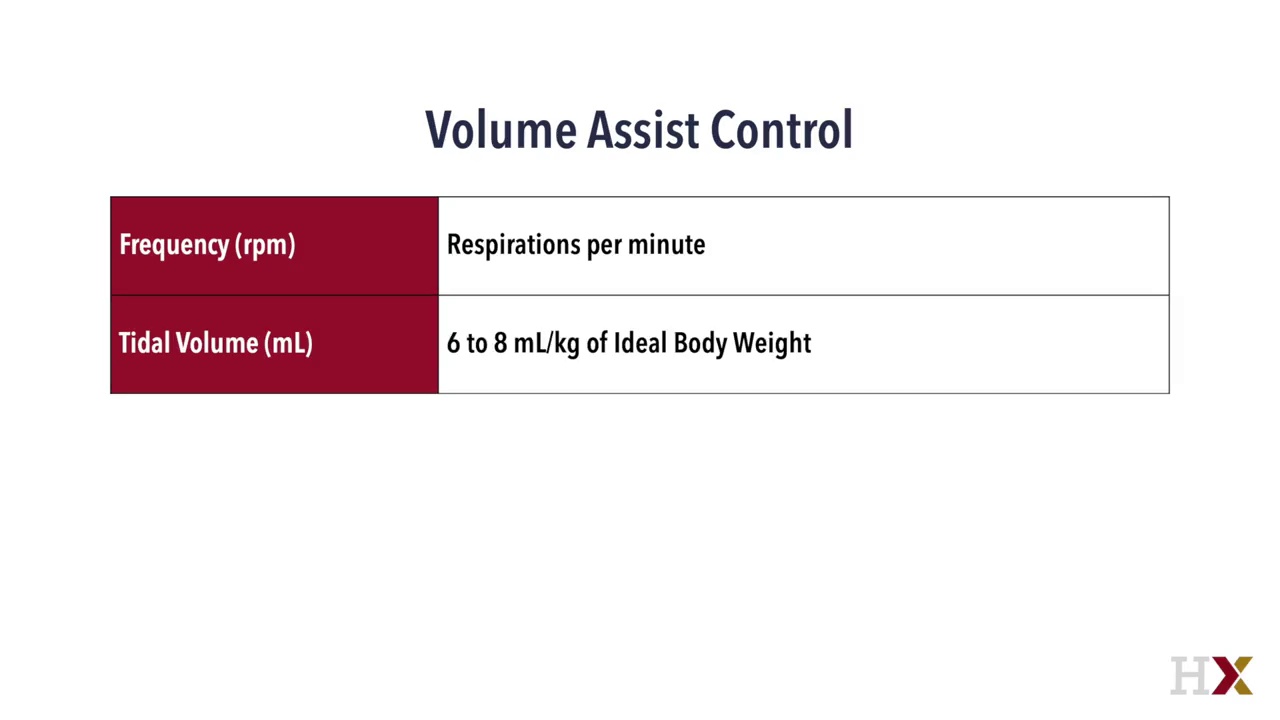 Volume Assist Control
Frequency (rpm)
Respirations per minute
Tidal Volume (mL)
6 to 8 mL/kg of Ideal Body Weight
HX